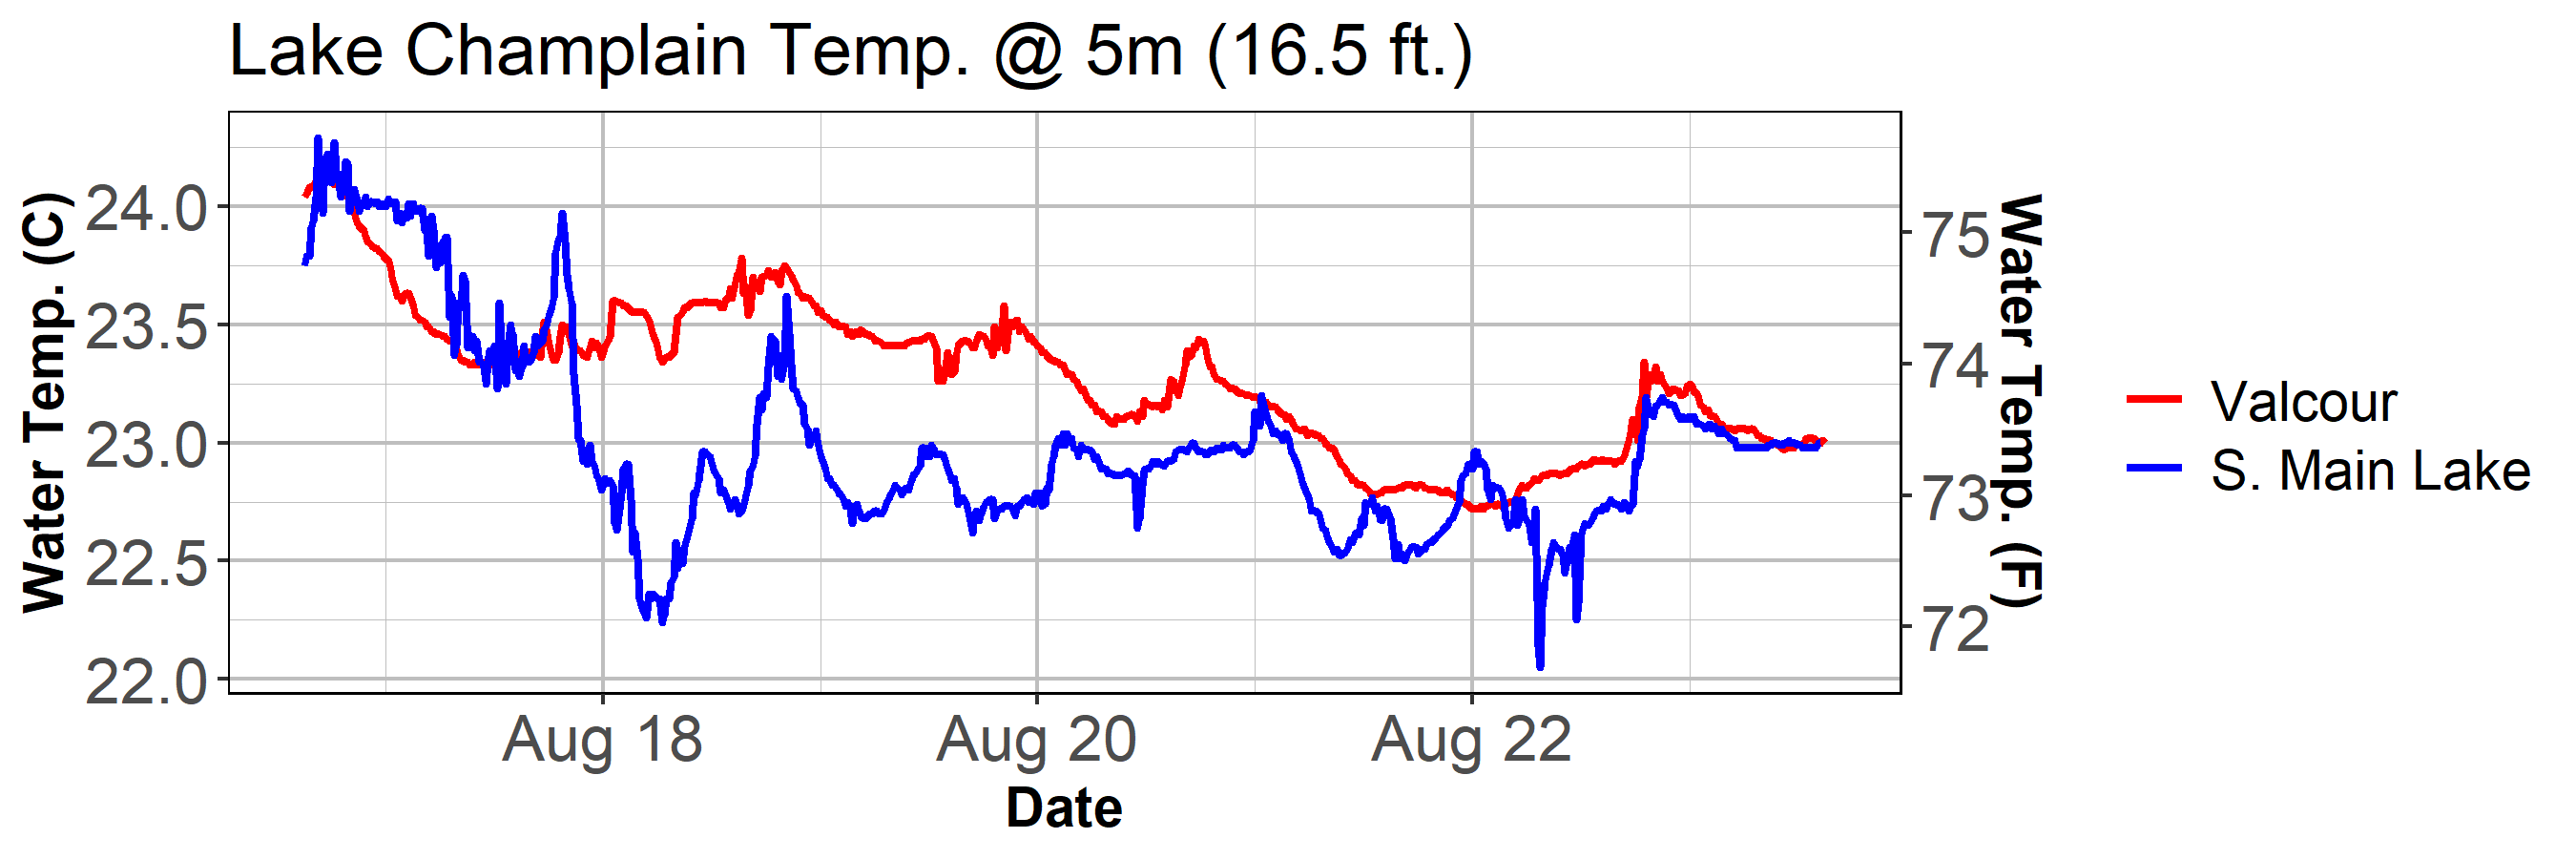 Lake Champlain Temp. @ 5m (16.5 ft.)
Water Temp. (C)
24.0
23.5
23.0
22.5
22.0
75
74
73
72
Water Temp. (F)
Aug 18
Aug 20
Aug 22
Date
Valcour
S. Main Lake